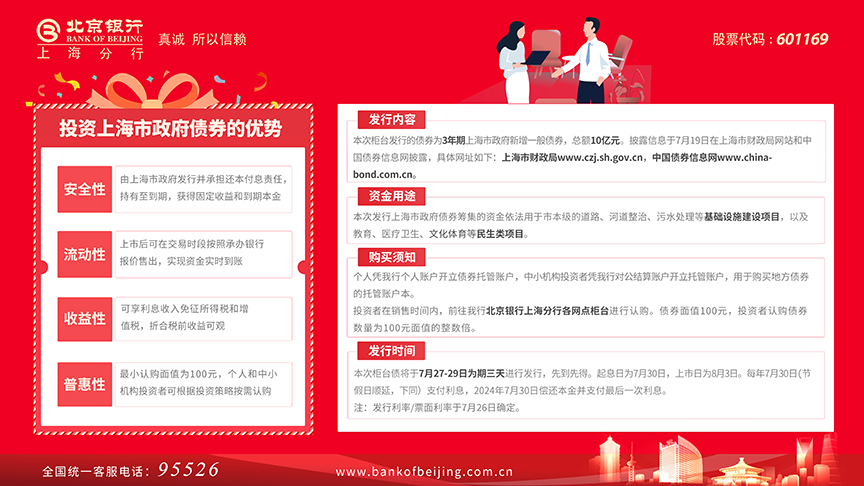 北京银行
BANK OF BEIJING
上海分行
真诚 所以信赖
股票代码：601169
投资上海市政府债券的优势
安全性
由上海市政府发行并承担还本付息责任，
持有至到期，获得固定收益和到期本金
流动性
上市后可在交易时段按照承办银行
报价售出，实现资金实时到账
收益性
可享利息收入免征所得税和增
值税，折合税前收益可观
普惠性
最小认购面值为100元，个人和中小
机构投资者可根据投资策略按需认购
发行内容
本次柜台发行的债券为3年期上海市政府新增一般债券，总额10亿元。披露信息于7月19日在上海市财政局网站和中
国债券信息网披露，具体网址如下：上海市财政局www.czj.sh.gov.cn，中国债券信息网www.china-
bond.com.cn。
资金用途
本次发行上海市政府债券筹集的资金依法用于市本级的道路、河道整治、污水处理等基础设施建设项目，以及
教育、医疗卫生、文化体育等民生类项目。
购买须知
个人凭我行个人账户开立债券托管账户，中小机构投资者凭我行对公结算账户开立托管账户，用于购买地方债券
的托管账户本。
投资者在销售时间内，前往我行北京银行上海分行各网点柜台进行认购。债券面值100元，投资者认购债券
数量为100元面值的整数倍。
发行时间
本次柜台债将于7月27-29日为期三天进行发行，先到先得。起息日为7月30日，上市日为8月3日。每年7月30日(节
假日顺延，下同）支付利息，2024年7月30日偿还本金并支付最后一次利息。
注：发行利率/票面利率于7月26日确定。
全国统一客服电话：95526
www.bankofbeijing.com.cn